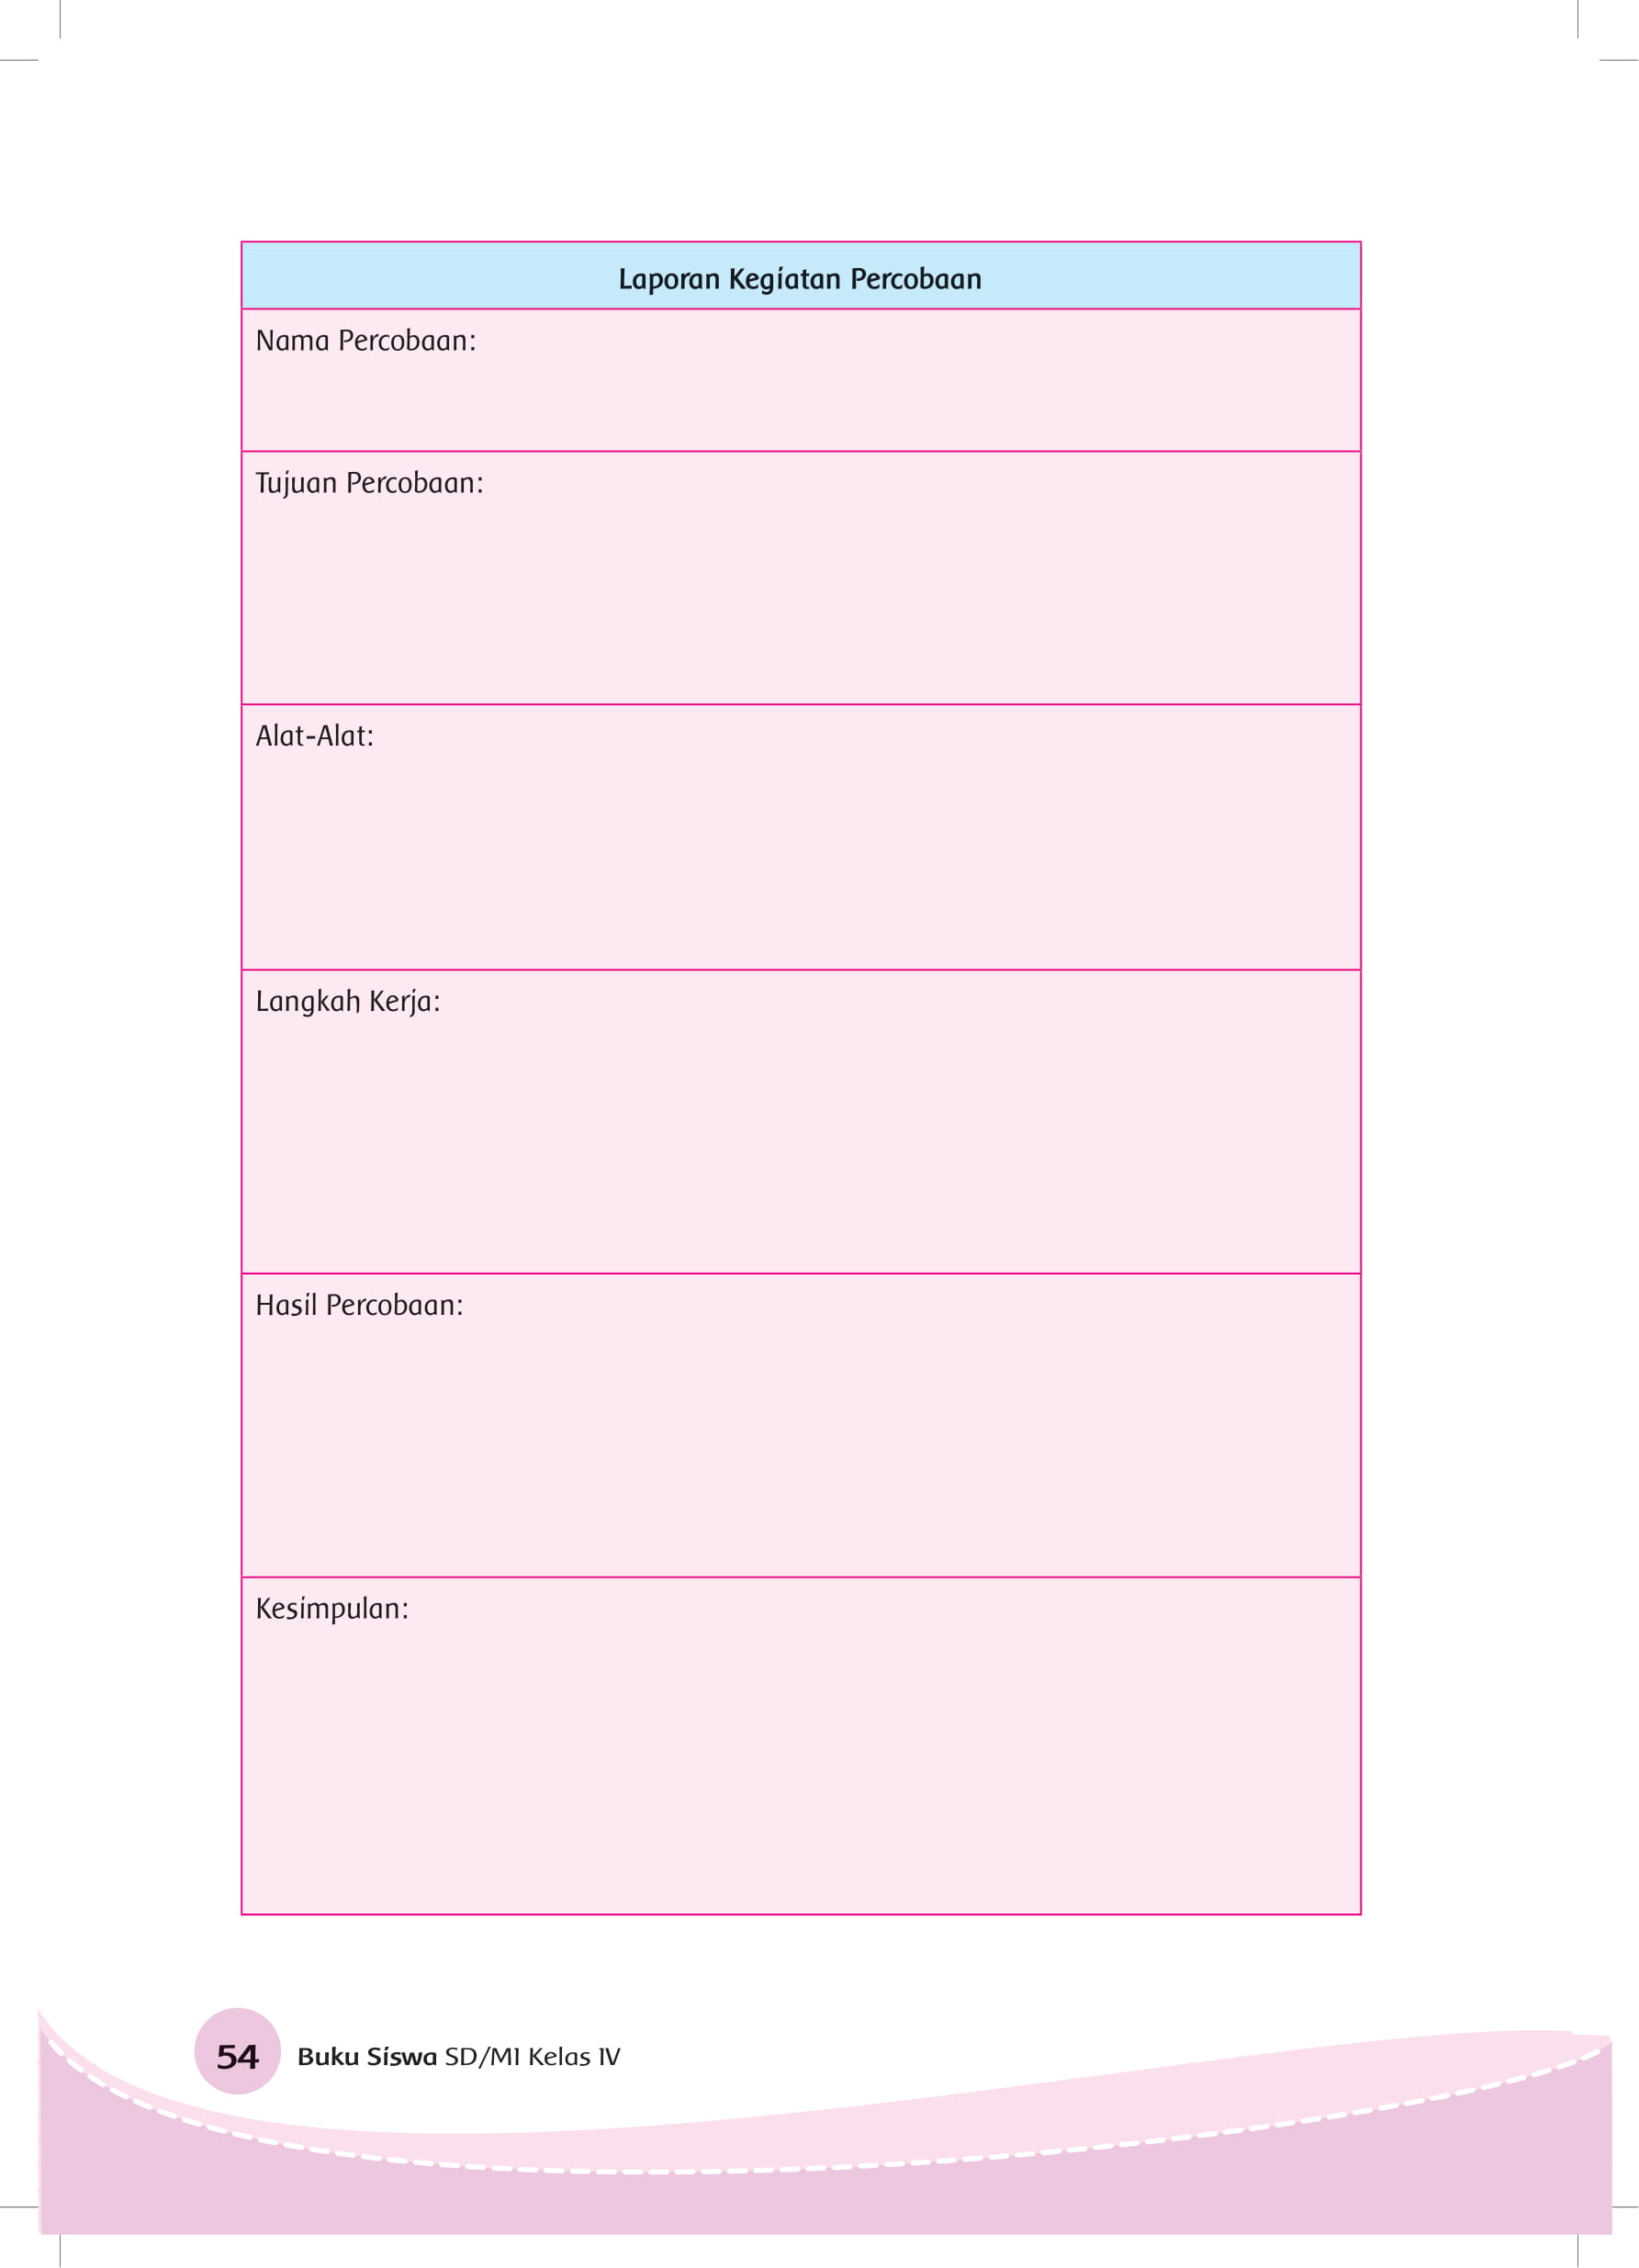 Laporan Kegiatan Percobaan
Nama Percobaan:
Tujuan Percobaan:
Alat-Alat:
Langkah Kerja:
Hasil Percobaan:
Kesimpulan:
54 Buku Siswa SD/MI Kelas IV